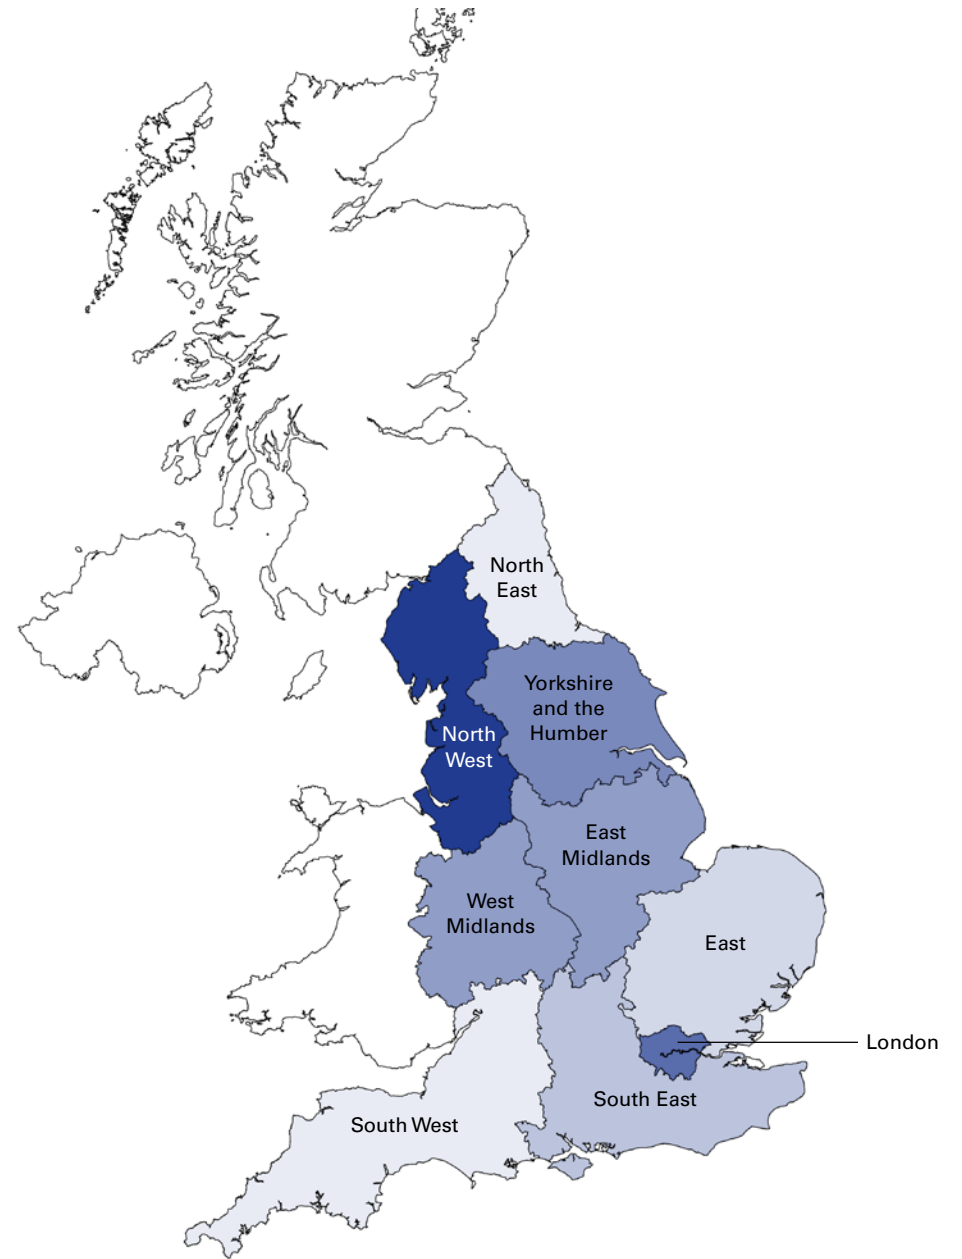 North
East
Yorkshire
and the
Humber
North
West
East
Midlands
West
Midlands
East
London
South East
South West